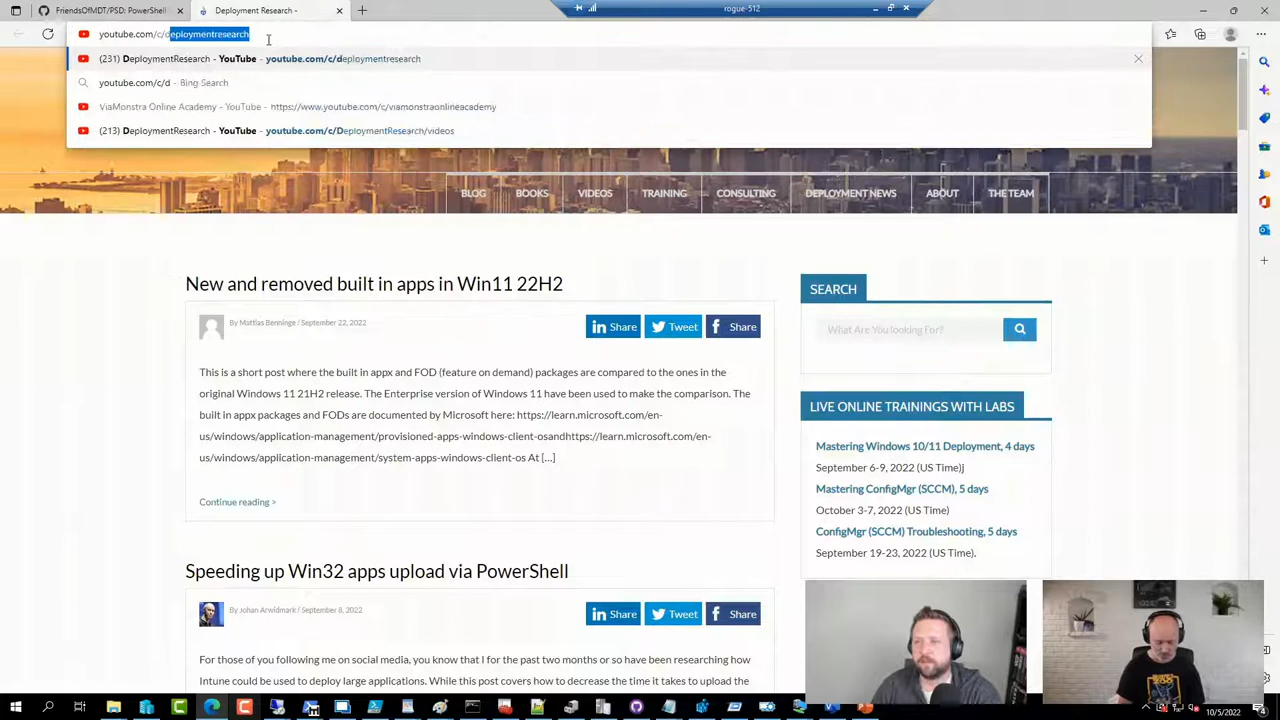 FriendsOfMDT/PSD: PowerShell
Deployment Research -
rogue-512
youtube.com/c/deploymentresearch
(231) DeploymentResearch - YouTube - youtube.com/c/deploymentresearch
youtube.com/c/d - Bing Search
ViaMonstra Online Academy - YouTube - https://www.youtube.com/c/viamonstraonlineacademy
(213) DeploymentResearch - YouTube - youtube.com/c/DeploymentResearch/videos
BLOG BOOKS VIDEOS TRAINING CONSULTING DEPLOYMENT NEWS ABOUT THE TEAM
New and removed built in apps in Win11 22H2
By Mattias Benninge / September 22, 2022
Share Tweet Share
This is a short post where the built in appx and FOD (feature on demand) packages are compared to the ones in the
original Windows 11 21H2 release. The Enterprise version of Windows 11 have been used to make the comparison. The
built in appx packages and FODs are documented by Microsoft here: https://learn.microsoft.com/en-
us/windows/application-management/provisioned-apps-windows-client-osandhttps://learn.microsoft.com/en-
us/windows/application-management/system-apps-windows-client-os At […]
Continue reading >
Speeding up Win32 apps upload via PowerShell
By Johan Arwidmark / September 8, 2022
Share Tweet Share
For those of you following me on social media, you know that I for the past two months or so have been researching how
Intune could be used to deploy large applications. While this post covers how to decrease the time it takes to upload the
SEARCH
What Are You looking For?
LIVE ONLINE TRAININGS WITH LABS
Mastering Windows 10/11 Deployment, 4 days
September 6-9, 2022 (US Time)j
Mastering ConfigMgr (SCCM), 5 days
October 3-7, 2022 (US Time)
ConfigMgr (SCCM) Troubleshooting, 5 days
September 19-23, 2022 (US Time).
10/5/2022